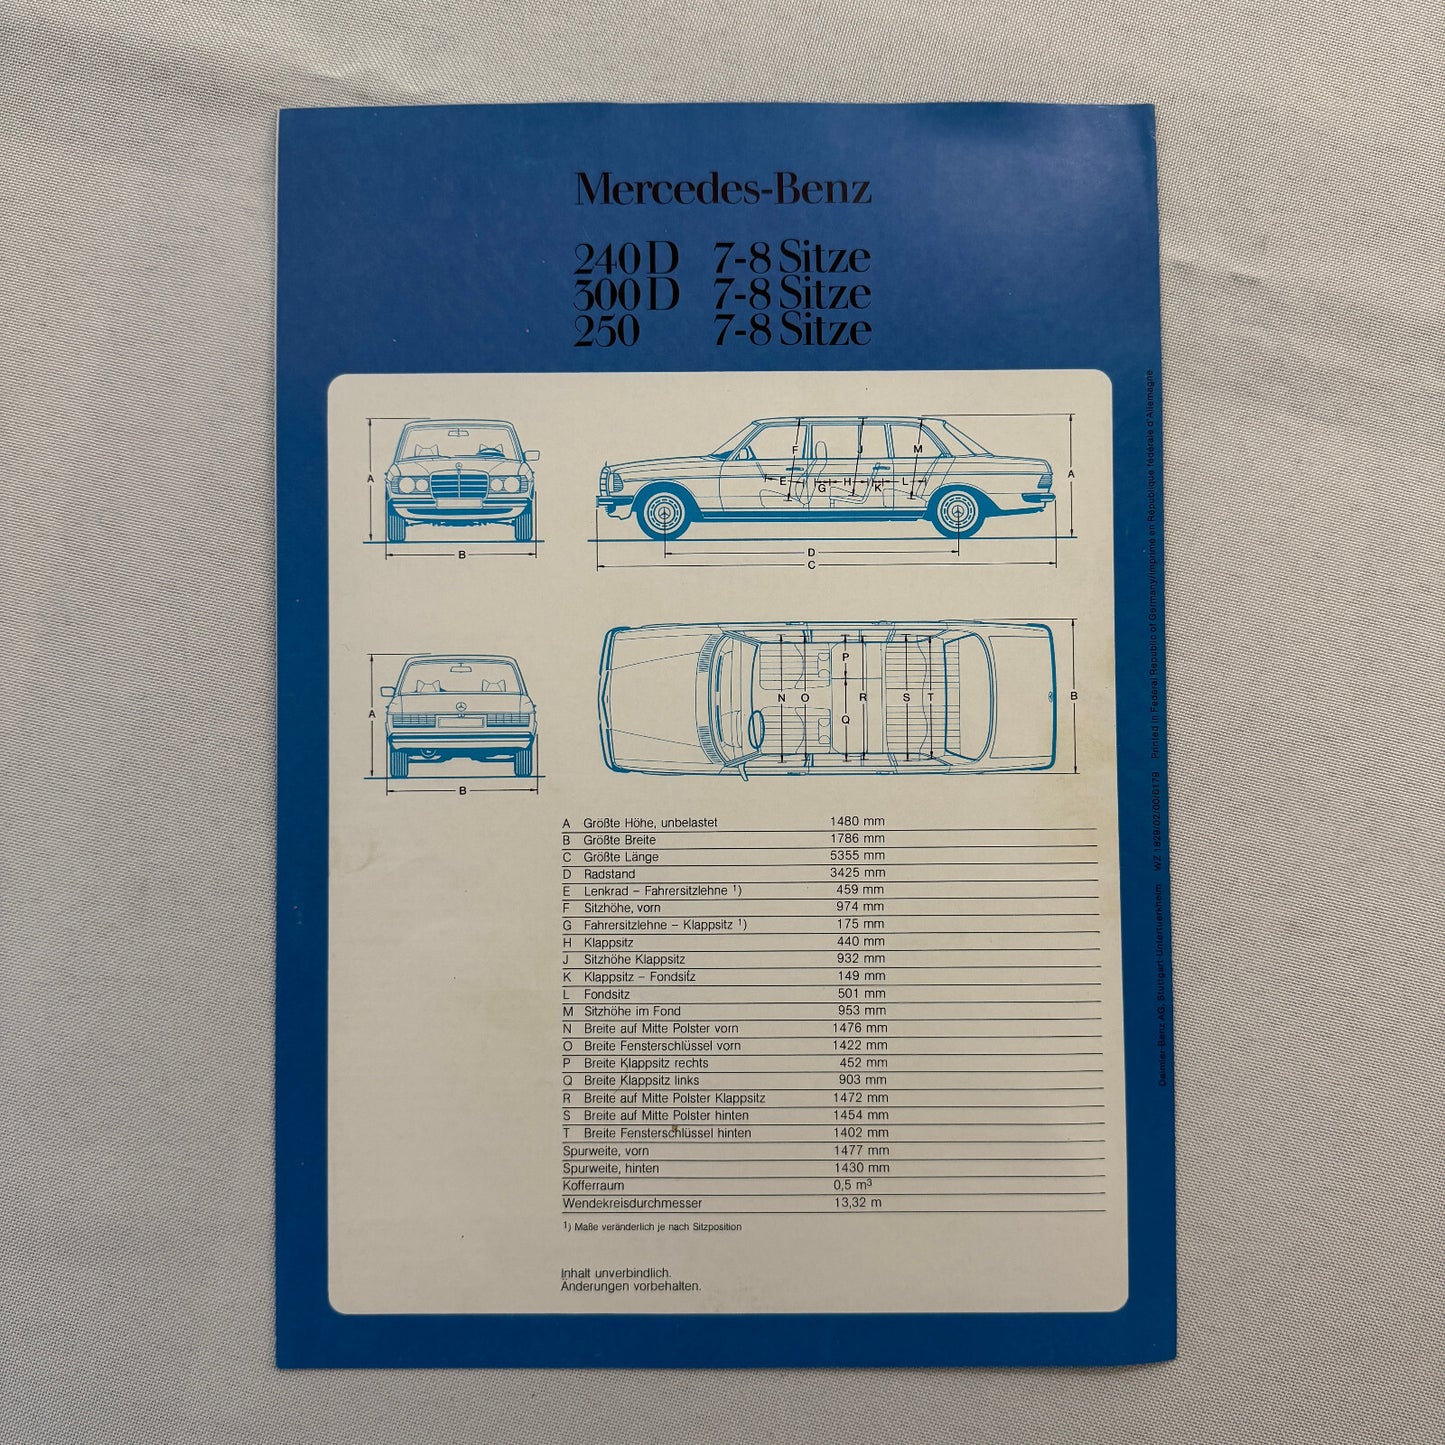 Mercedes-Benz
240 D 7-8 Sitze
300 D 7-8 Sitze
250 7-8 Sitze
A
B
F
J
M
E
G
H
K
L
A
D
C
A
B
P
N
O
R
S
T
Q
B
A Größte Höhe, unbelastet 1480 mm
B Größte Breite 1786 mm
C Größte Länge 5355 mm
D Radstand 3425 mm
E Lenkrad – Fahrersitzlehne ¹) 459 mm
F Sitzhöhe, vorn 974 mm
G Fahrersitzlehne – Klappsitz ¹) 175 mm
H Klappsitz 440 mm
J Sitzhöhe Klappsitz 932 mm
K Klappsitz – Fondsitz 149 mm
L Fondsitz 501 mm
M Sitzhöhe im Fond 953 mm
N Breite auf Mitte Polster vorn 1476 mm
O Breite Fensterschlüssel vorn 1422 mm
P Breite Klappsitz rechts 452 mm
Q Breite Klappsitz links 903 mm
R Breite auf Mitte Polster Klappsitz 1472 mm
S Breite auf Mitte Polster hinten 1454 mm
T Breite Fensterschlüssel hinten 1402 mm
Spurweite, vorn 1477 mm
Spurweite, hinten 1430 mm
Kofferraum 0,5 m³
Wendekreisdurchmesser 13,32 m
¹) Maße veränderlich je nach Sitzposition
Inhalt unverbindlich.
Änderungen vorbehalten.
Daimler-Benz AG, Stuttgart-Untertuerkheim WZ 1829/02/00/0179 Printed in Federal Republic of Germany/Imprimé en République fédérale d'Allemagne